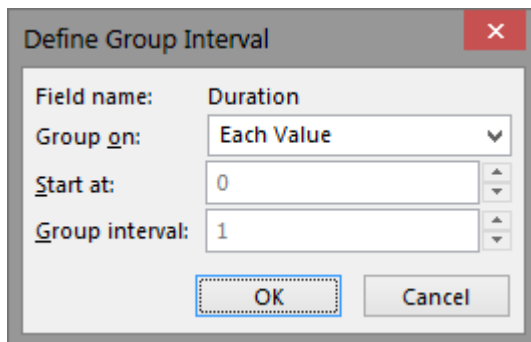 Define Group Interval
Field name: Duration
Group on: Each Value
Start at: 0
Group interval: 1
OK Cancel